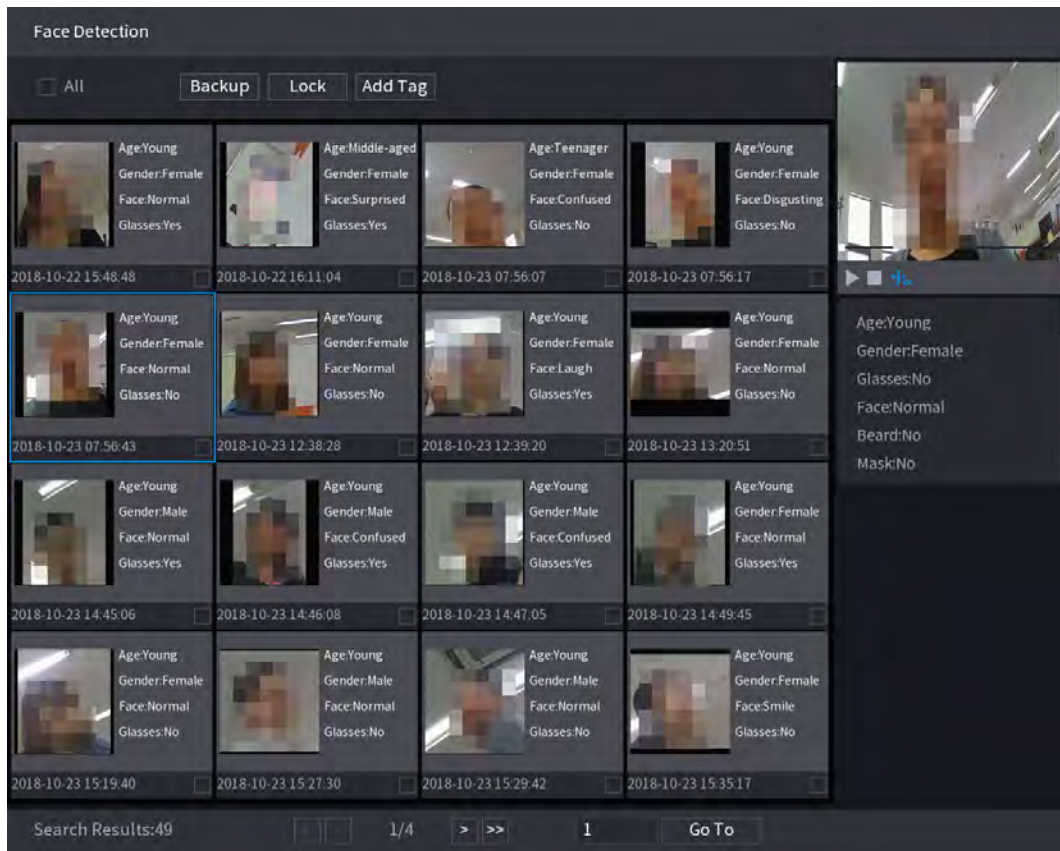 Face Detection
All Backup Lock Add Tag
Age:Young
Gender:Female
Face:Normal
Glasses:Yes
2018-10-22 15:48:48
Age:Middle-aged
Gender:Female
Face:Surprised
Glasses:Yes
2018-10-22 16:11:04
Age:Teenager
Gender:Female
Face:Confused
Glasses:No
2018-10-23 07:56:07
Age:Young
Gender:Female
Face:Disgusting
Glasses:No
2018-10-23 07:56:17
Age:Young
Gender:Female
Face:Normal
Glasses:No
2018-10-23 07:56:43
Age:Young
Gender:Female
Face:Normal
Glasses:No
2018-10-23 12:38:28
Age:Young
Gender:Female
Face:Laugh
Glasses:Yes
2018-10-23 12:39:20
Age:Young
Gender:Female
Face:Normal
Glasses:No
2018-10-23 13:20:51
Age:Young
Gender:Male
Face:Normal
Glasses:Yes
2018-10-23 14:45:06
Age:Young
Gender:Male
Face:Confused
Glasses:Yes
2018-10-23 14:46:08
Age:Young
Gender:Male
Face:Confused
Glasses:Yes
2018-10-23 14:47:05
Age:Young
Gender:Female
Face:Normal
Glasses:Yes
2018-10-23 14:49:45
Age:Young
Gender:Female
Face:Normal
Glasses:No
2018-10-23 15:19:40
Age:Young
Gender:Male
Face:Normal
Glasses:No
2018-10-23 15:27:30
Age:Young
Gender:Male
Face:Normal
Glasses:No
2018-10-23 15:29:42
Age:Young
Gender:Female
Face:Smile
Glasses:No
2018-10-23 15:35:17
Age:Young
Gender:Female
Glasses:No
Face:Normal
Beard:No
Mask:No
Search Results:49 1/4 > >> 1 Go To